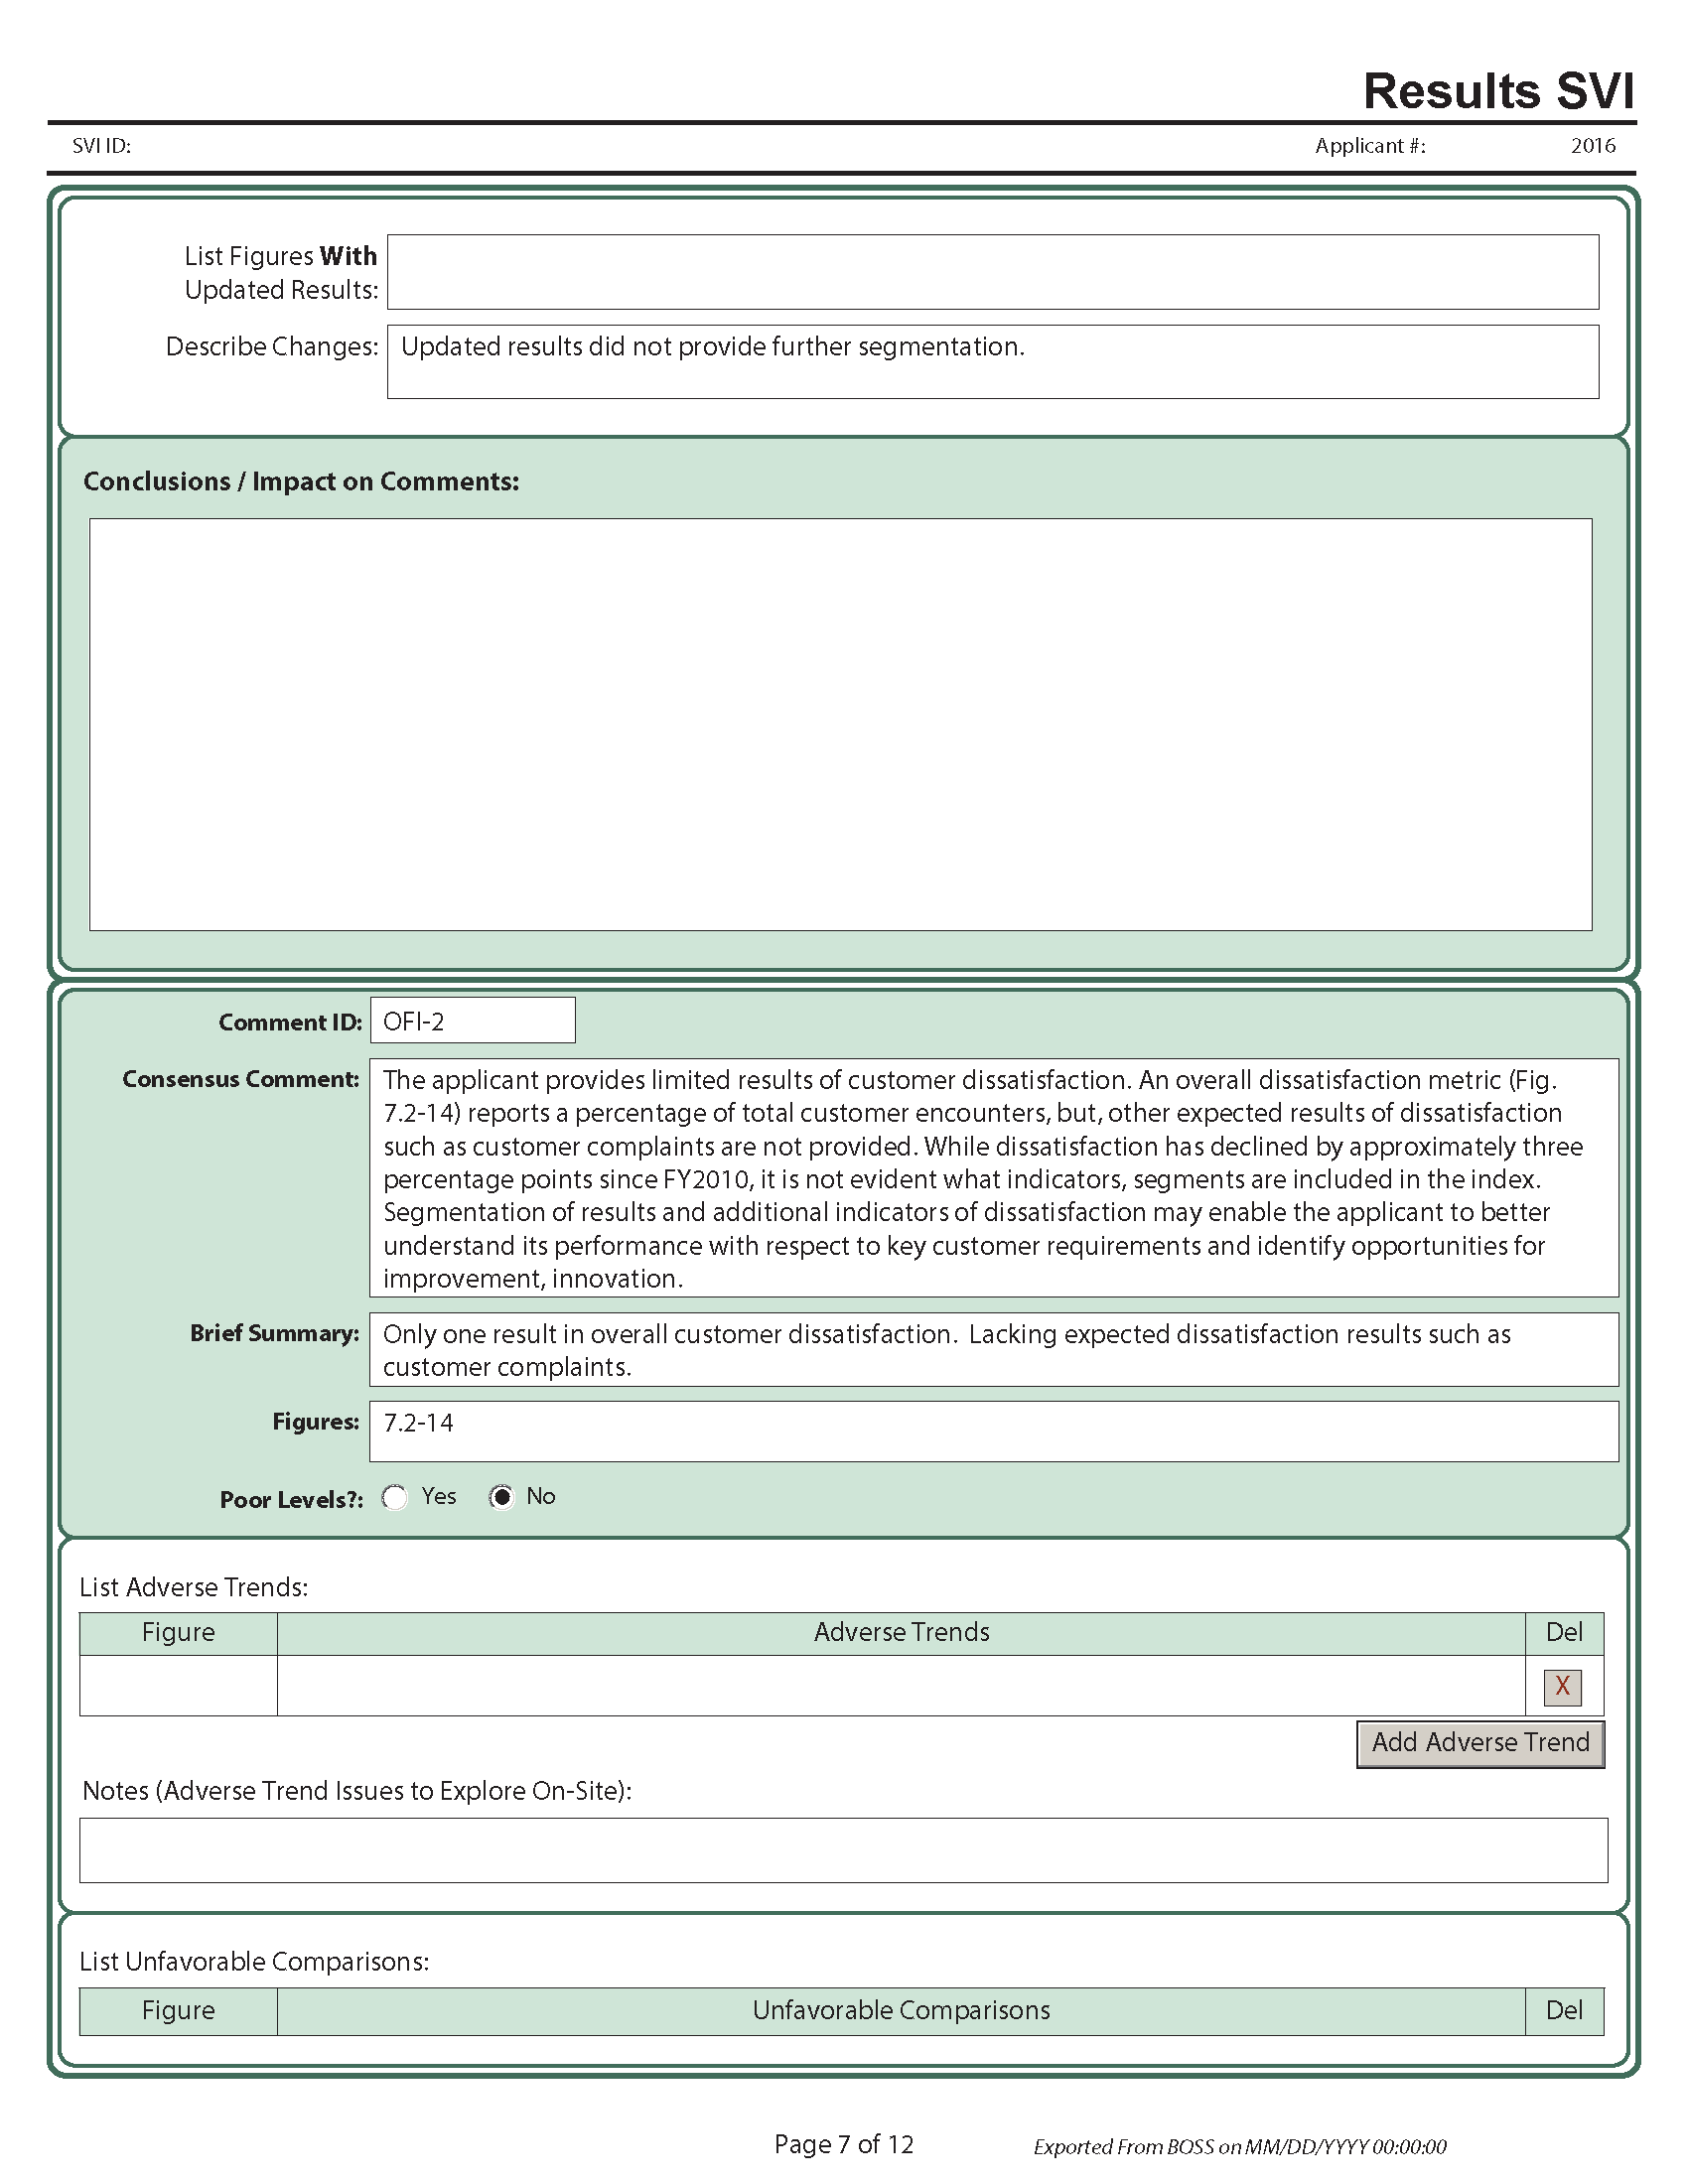 Results SVI
SVI ID: Applicant #: 2016
List Figures With
Updated Results:
Describe Changes: Updated results did not provide further segmentation.
Conclusions / Impact on Comments:
Comment ID: OFI-2
Consensus Comment: The applicant provides limited results of customer dissatisfaction. An overall dissatisfaction metric (Fig.
7.2-14) reports a percentage of total customer encounters, but, other expected results of dissatisfaction
such as customer complaints are not provided. While dissatisfaction has declined by approximately three
percentage points since FY2010, it is not evident what indicators, segments are included in the index.
Segmentation of results and additional indicators of dissatisfaction may enable the applicant to better
understand its performance with respect to key customer requirements and identify opportunities for
improvement, innovation.
Brief Summary: Only one result in overall customer dissatisfaction. Lacking expected dissatisfaction results such as
customer complaints.
Figures: 7.2-14
Poor Levels?: Yes No
List Adverse Trends:
Figure Adverse Trends Del
X
Add Adverse Trend
Notes (Adverse Trend Issues to Explore On-Site):
List Unfavorable Comparisons:
Figure Unfavorable Comparisons Del
Page 7 of 12 Exported From BOSS on MM/DD/YYYY 00:00:00